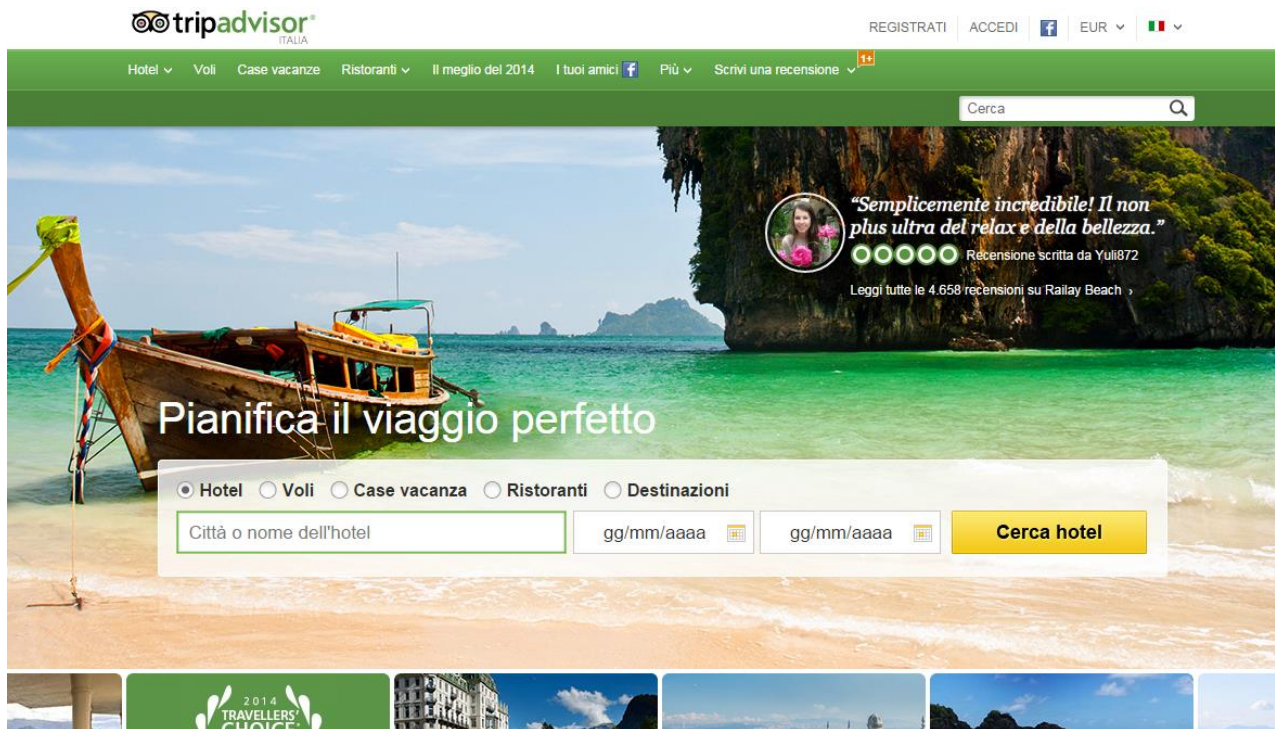 tripadvisor®
ITALIA
REGISTRATI ACCEDI f EUR
Hotel Voli Case vacanze Ristoranti Il meglio del 2014 I tuoi amici f Più Scrivi una recensione 1+
Cerca
“Semplicemente incredibile! Il non
plus ultra del relax e della bellezza.”
Recensione scritta da Yuli872
Leggi tutte le 4.658 recensioni su Railay Beach ›
Pianifica il viaggio perfetto
Hotel Voli Case vacanza Ristoranti Destinazioni
Città o nome dell'hotel gg/mm/aaaa gg/mm/aaaa Cerca hotel
2014
TRAVELLERS'
CHOICE